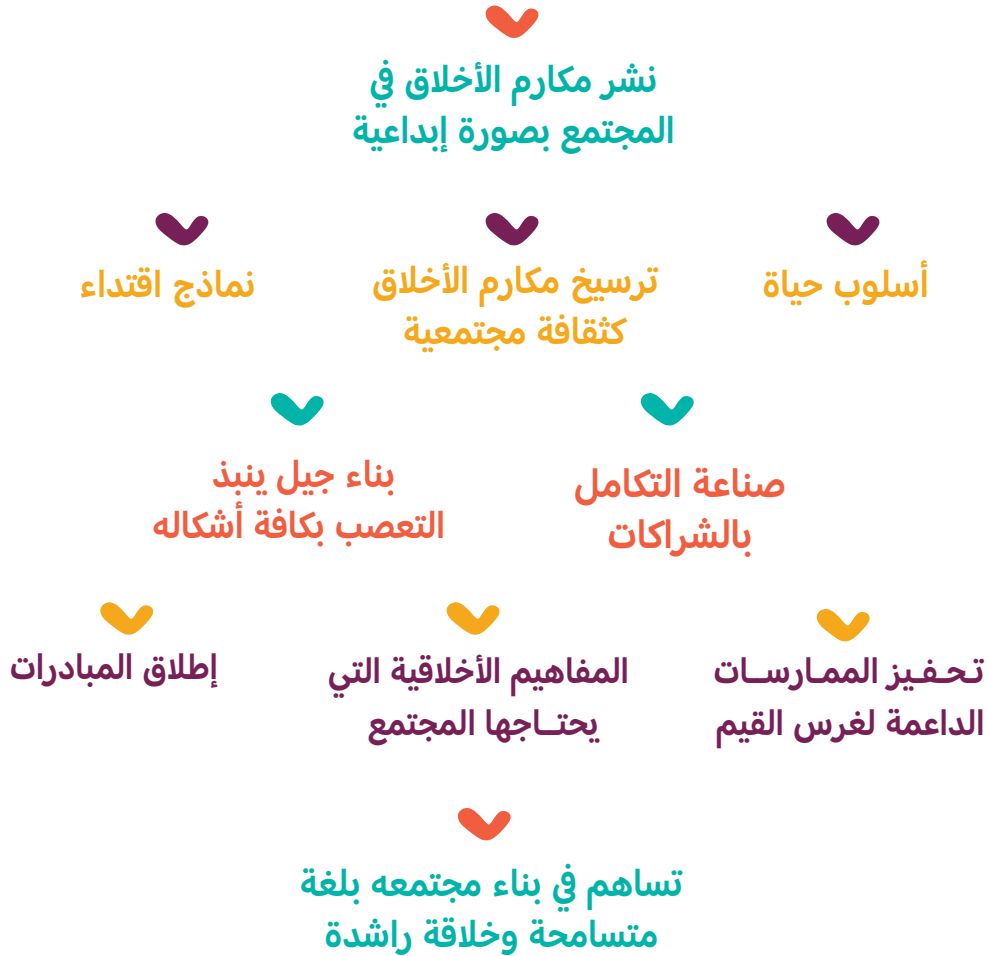 نشر مكارم الأخلاق في
المجتمع بصورة إبداعية
أسلوب حياة
ترسيخ مكارم الأخلاق
كثقافة مجتمعية
نماذج اقتداء
صناعة التكامل
بالشراكات
بناء جيل ينبذ
التعصب بكافة أشكاله
تـحـفـيـز الممـارسـات
الداعمة لغرس القيم
المفاهيم الأخلاقية التي
يحتــاجها المجتمع
إطلاق المبادرات
تساهم في بناء مجتمعه بلغة
متسامحة وخلاقة راشدة